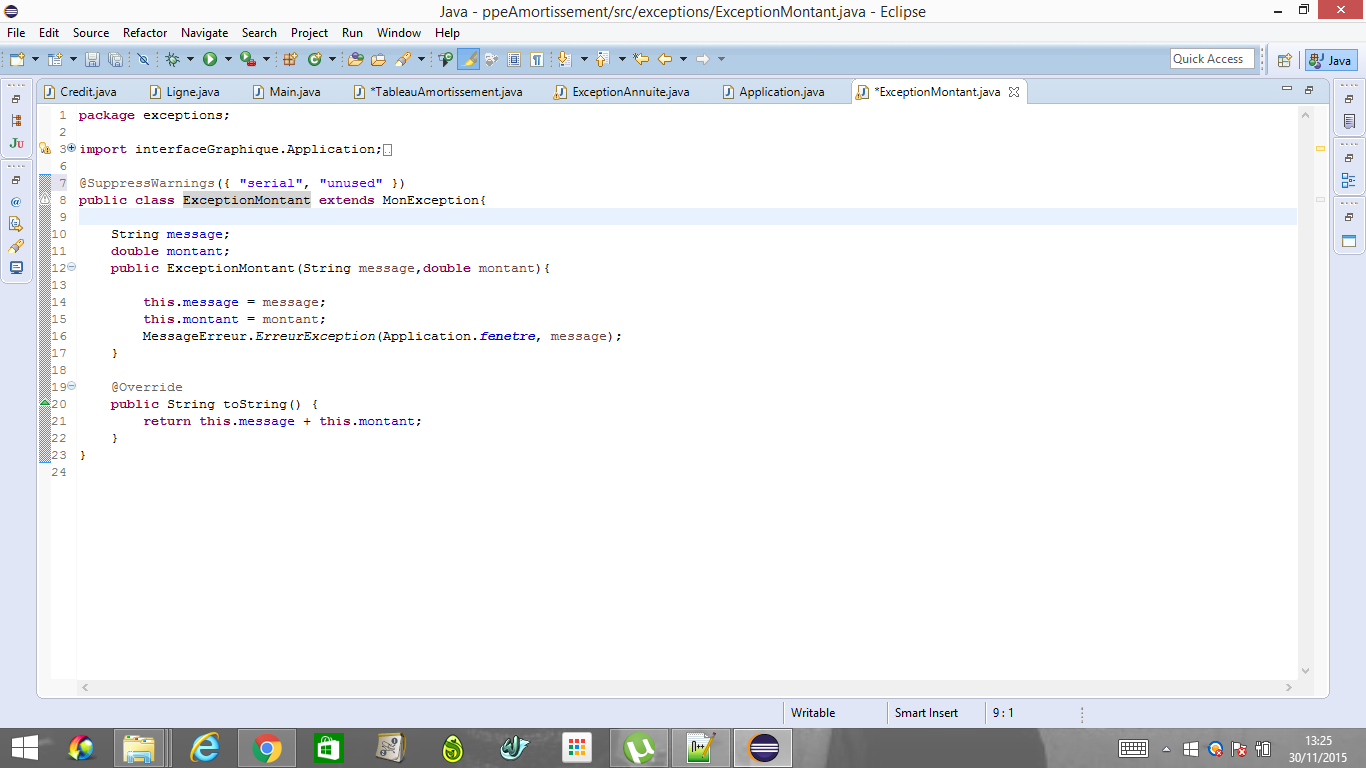 Java - ppeAmortissement/src/exceptions/ExceptionMontant.java - Eclipse
File Edit Source Refactor Navigate Search Project Run Window Help
Quick Access Java
Credit.java Ligne.java Main.java *TableauAmortissement.java ExceptionAnnuite.java Application.java *ExceptionMontant.java
1 package exceptions;
2
3 import interfaceGraphique.Application;
6
7 @SuppressWarnings({ "serial", "unused" })
8 public class ExceptionMontant extends MonException{
9
10 String message;
11 double montant;
12 public ExceptionMontant(String message,double montant){
13
14 this.message = message;
15 this.montant = montant;
16 MessageErreur.ErreurException(Application.fenetre, message);
17 }
18
19 @Override
20 public String toString() {
21 return this.message + this.montant;
22 }
23 }
24
Writable Smart Insert 9 : 1
13:25
30/11/2015